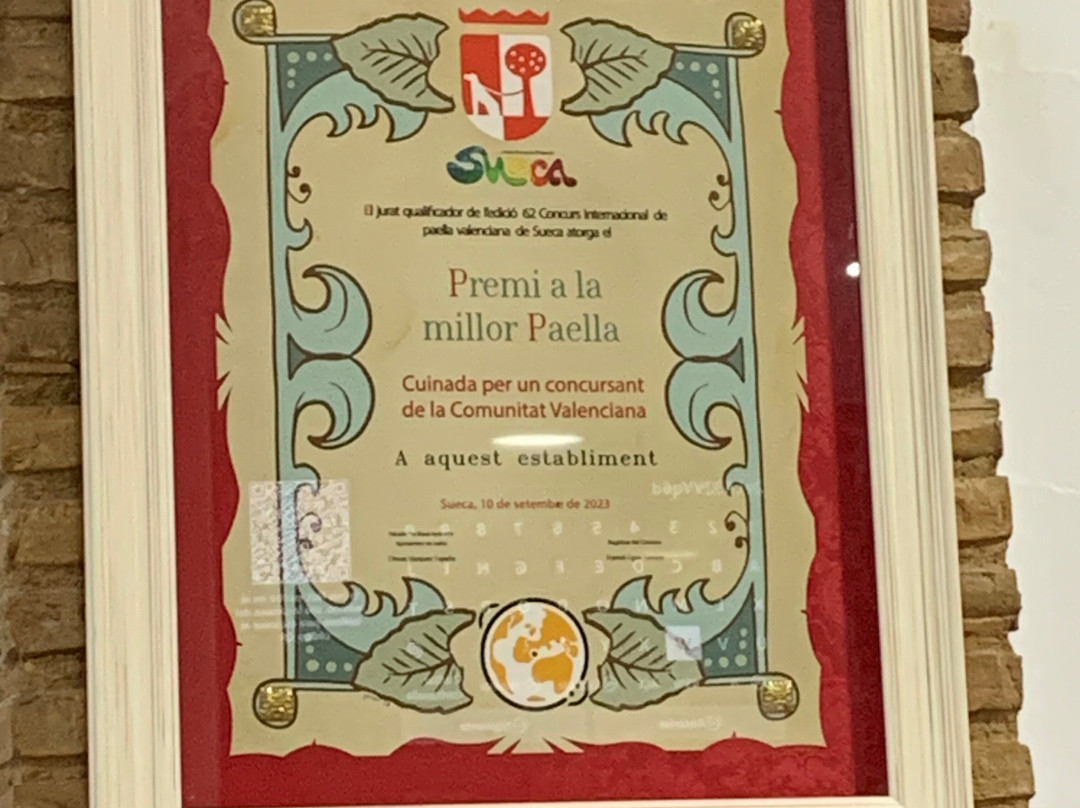 SUECA
El jurat qualificador de l'edició 62 Concurs Internacional de
paella valenciana de Sueca atorga el
Premi a la
millor Paella
Cuinada per un concursant
de la Comunitat Valenciana
A aquest establiment
Sueca, 10 de setembre de 2023